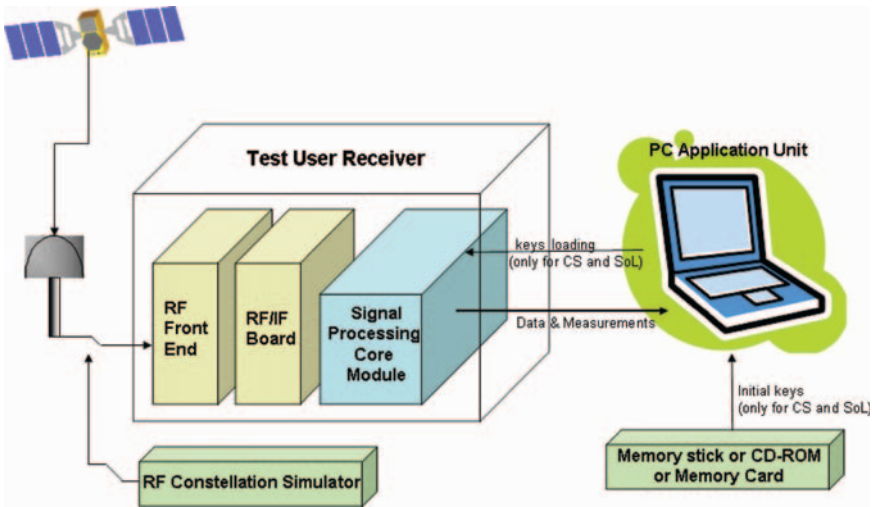 Test User Receiver
PC Application Unit
keys loading
(only for CS and SoL)
RF
Front
End
RF/IF
Board
Signal
Processing
Core
Module
Data & Measurements
Initial keys
(only for CS and SoL)
RF Constellation Simulator
Memory stick or CD-ROM
or Memory Card